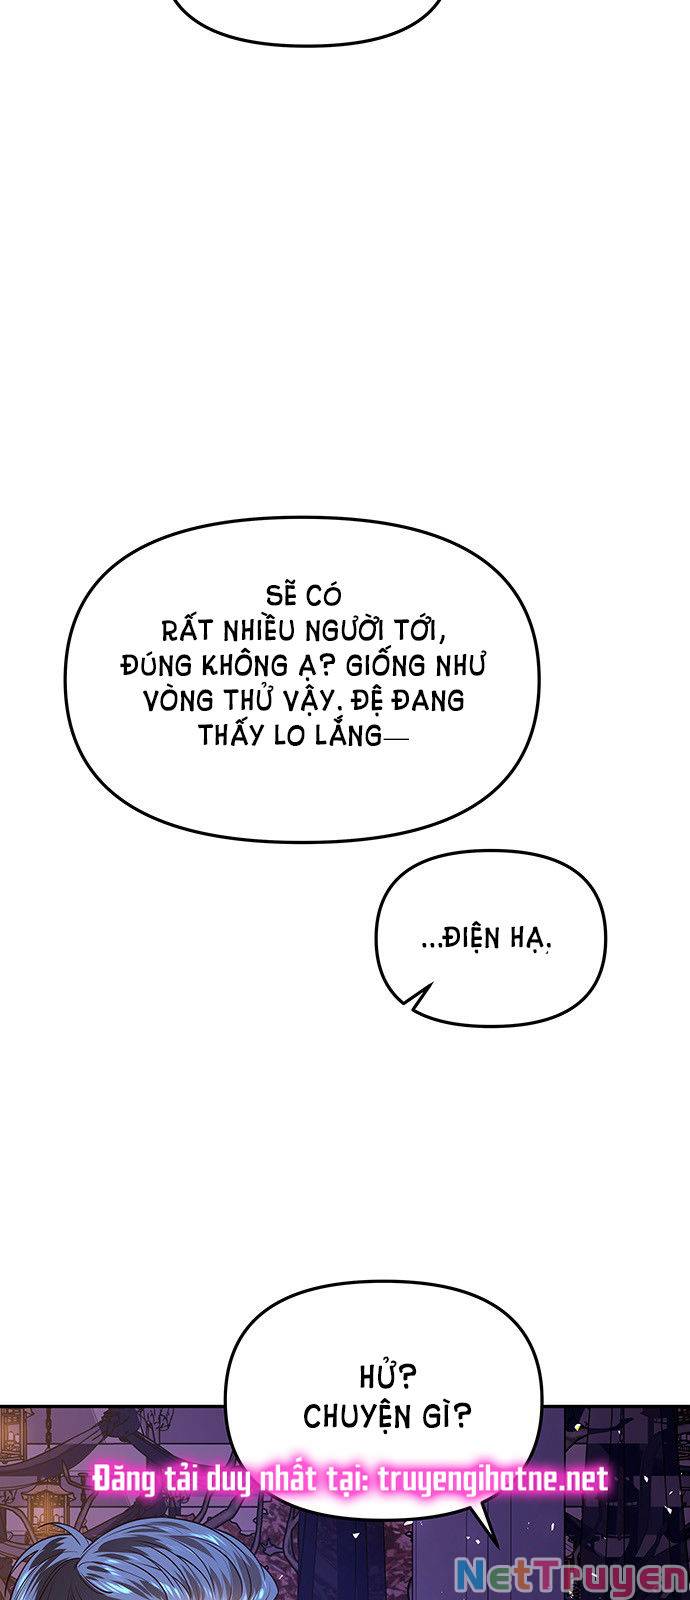 SẼ CÓ
RẤT NHIỀU NGƯỜI TỚI,
ĐÚNG KHÔNG Ạ? GIỐNG NHƯ
VÒNG THỬ VẬY. ĐỆ ĐANG
THẤY LO LẮNG—
...ĐIỆN HẠ.
HỬ?
CHUYỆN GÌ?
Đăng tải duy nhất tại: truyengihotne.net
NetTruyen